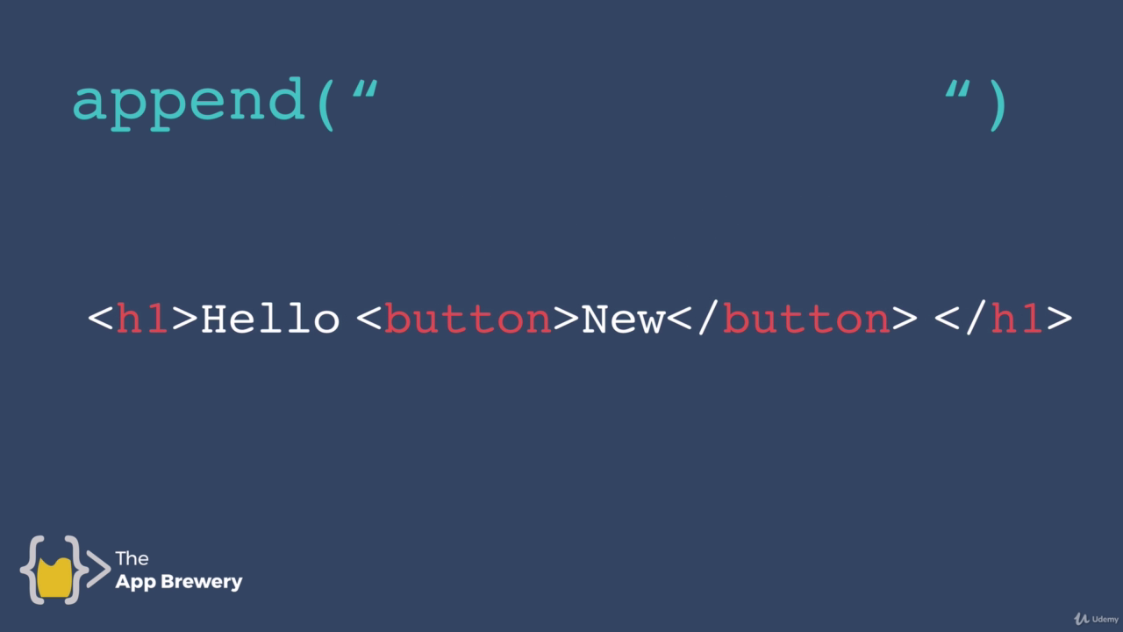 append(“ “)
<h1>Hello <button>New</button> </h1>
The
App Brewery
Udemy